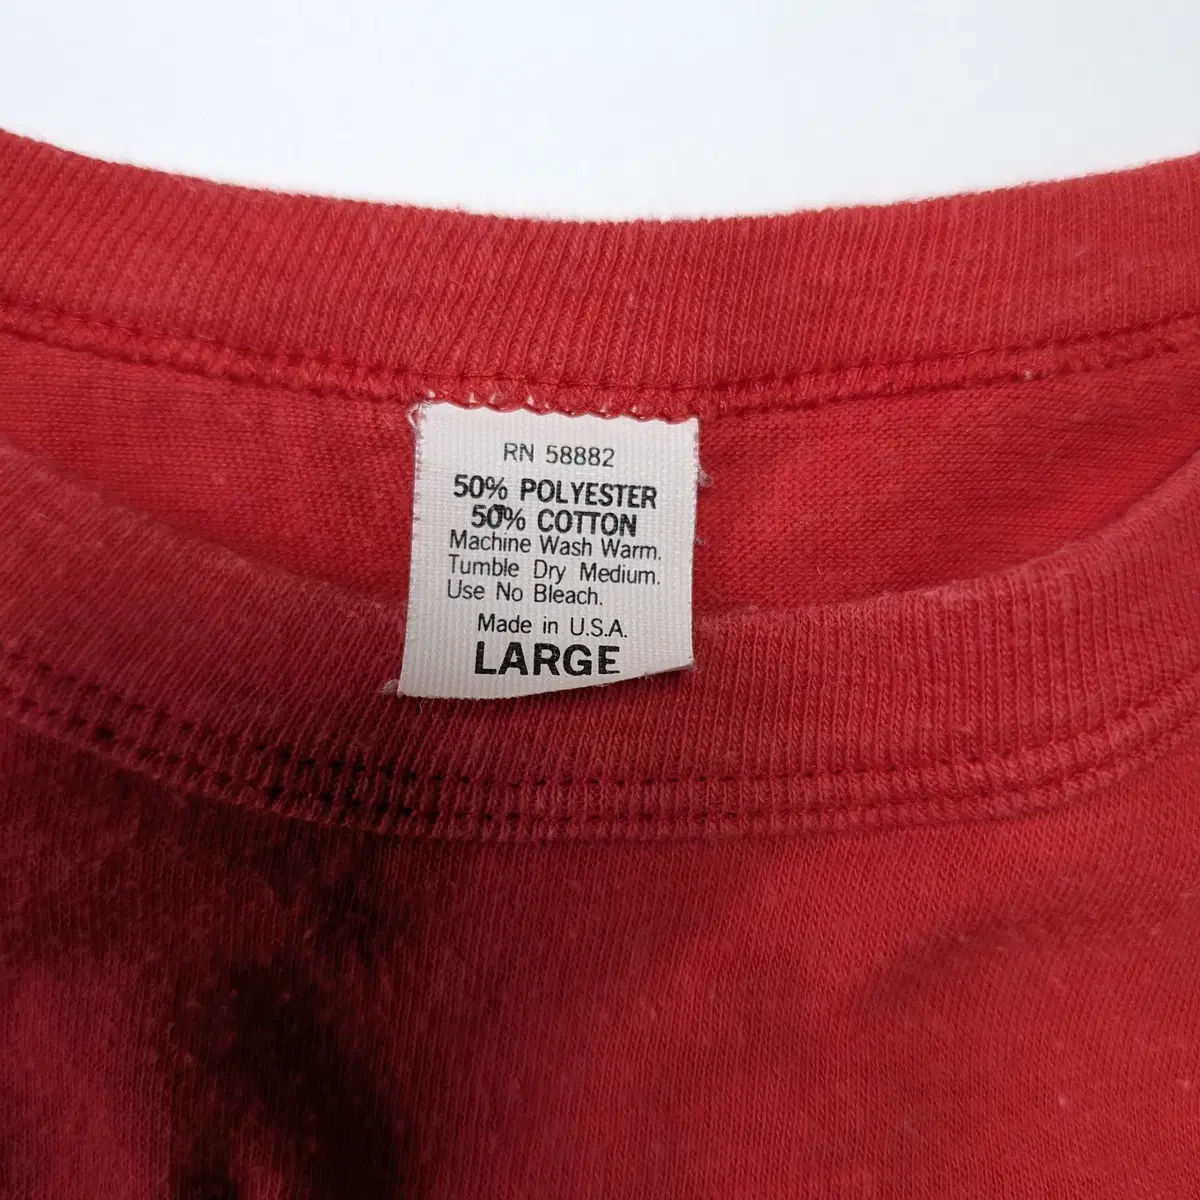 RN 58882
50% POLYESTER
50% COTTON
Machine Wash Warm.
Tumble Dry Medium.
Use No Bleach.
Made in U.S.A.
LARGE